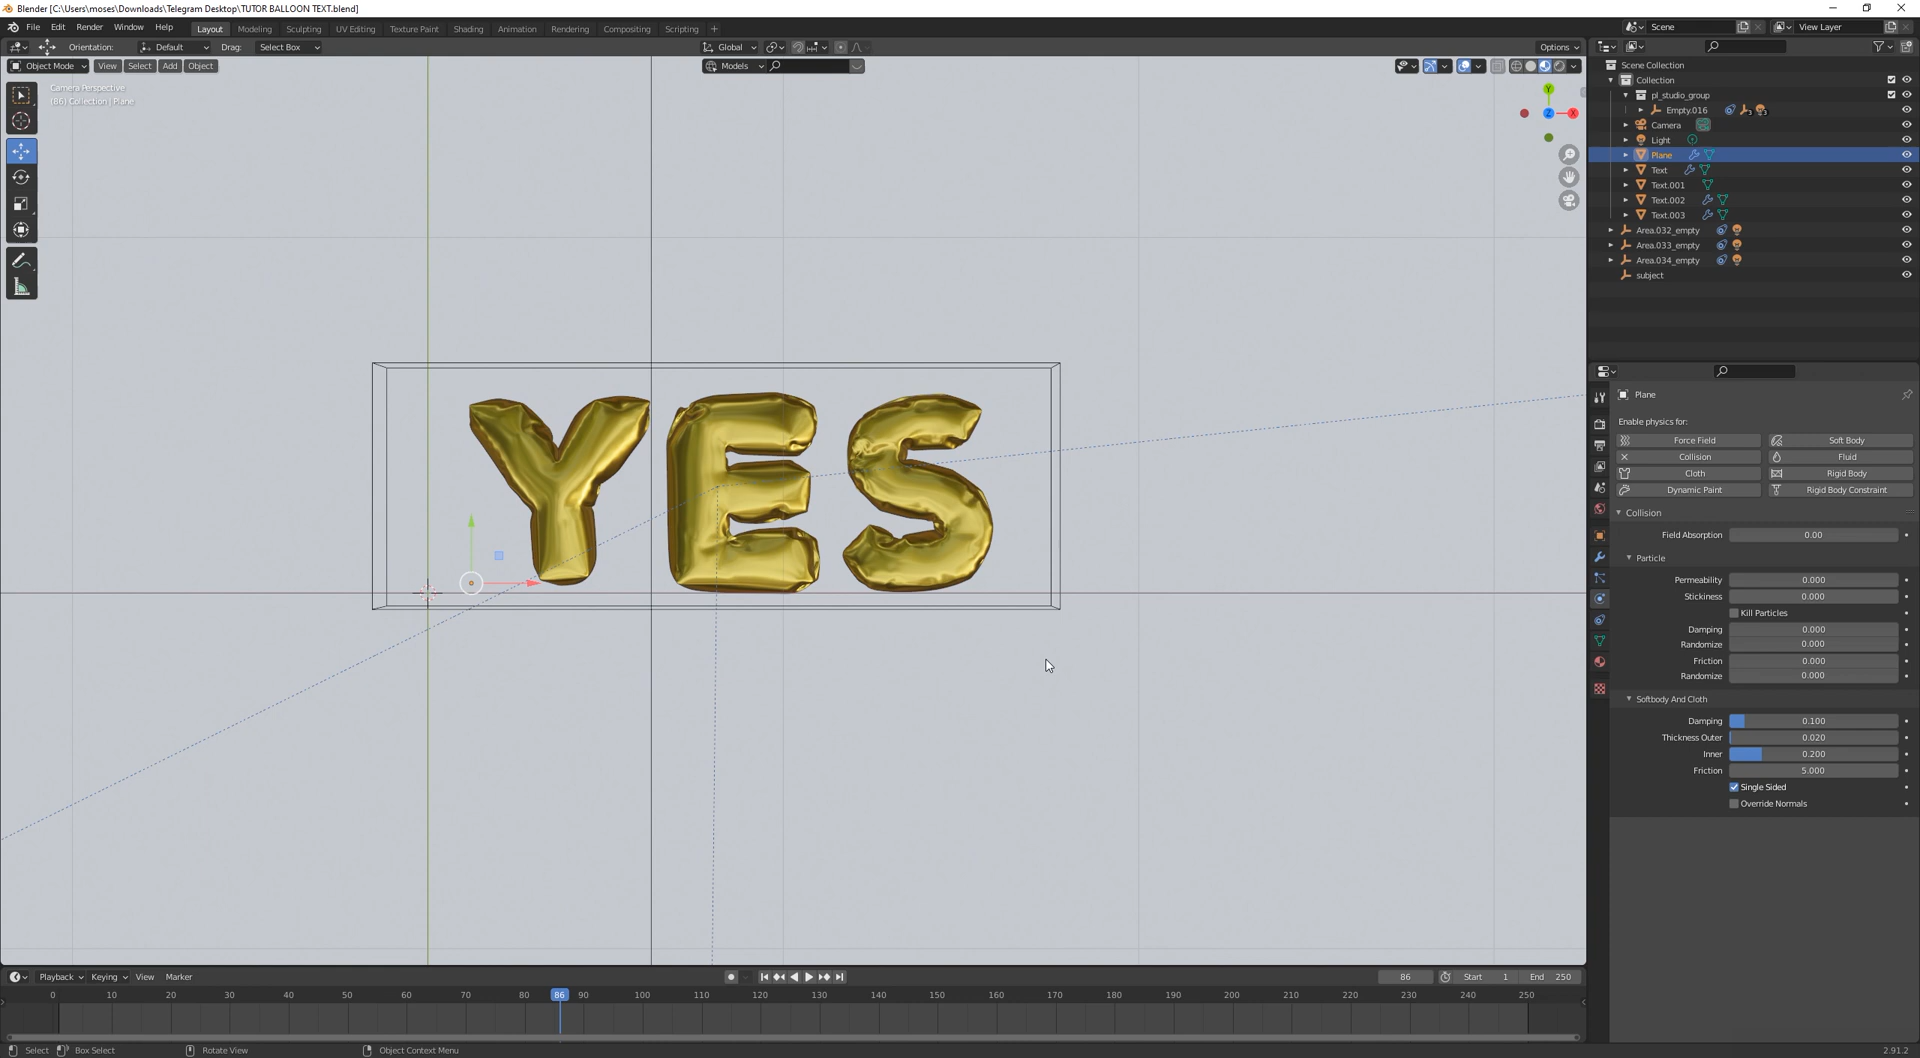 Blender [C:\Users\moses\Downloads\Telegram Desktop\TUTOR BALLOON TEXT.blend]
File Edit Render Window Help Layout Modeling Sculpting UV Editing Texture Paint Shading Animation Rendering Compositing Scripting +
Scene View Layer
Orientation: Default Drag: Select Box Global Options
Object Mode View Select Add Object Models
Camera Perspective
(86) Collection | Plane
Y
Z X
YES
Scene Collection
Collection
pl_studio_group
Empty.016 3 3
Camera
Light
Plane
Text
Text.001
Text.002
Text.003
Area.032_empty
Area.033_empty
Area.034_empty
subject
Plane
Enable physics for:
Force Field Soft Body
Collision Fluid
Cloth Rigid Body
Dynamic Paint Rigid Body Constraint
Collision
Field Absorption 0.00
Particle
Permeability 0.000
Stickiness 0.000
Kill Particles
Damping 0.000
Randomize 0.000
Friction 0.000
Randomize 0.000
Softbody And Cloth
Damping 0.100
Thickness Outer 0.020
Inner 0.200
Friction 5.000
Single Sided
Override Normals
Playback Keying View Marker 86 Start 1 End 250
0 10 20 30 40 50 60 70 80 86 90 100 110 120 130 140 150 160 170 180 190 200 210 220 230 240 250
Select Box Select Rotate View Object Context Menu 2.91.2